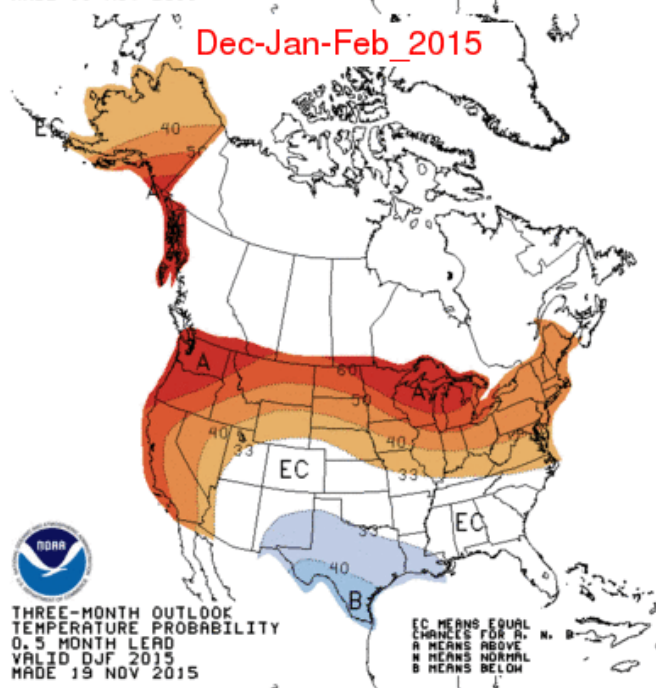 Dec-Jan-Feb_2015
EC
40
50
A
A
60
A
50
40
40
33
33
EC
EC
33
40
B
NOAA
THREE-MONTH OUTLOOK
TEMPERATURE PROBABILITY
0.5 MONTH LEAD
VALID DJF 2015
MADE 19 NOV 2015
EC MEANS EQUAL
CHANCES FOR A, N, B
A MEANS ABOVE
N MEANS NORMAL
B MEANS BELOW